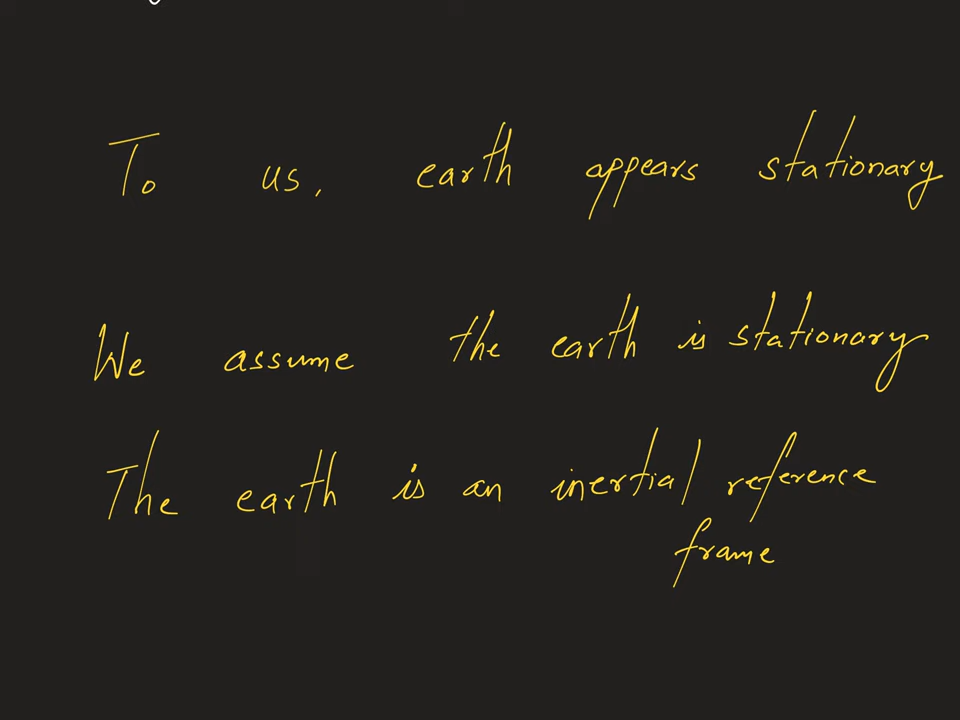 To us, earth appears stationary
We assume the earth is stationary
The earth is an inertial reference
frame